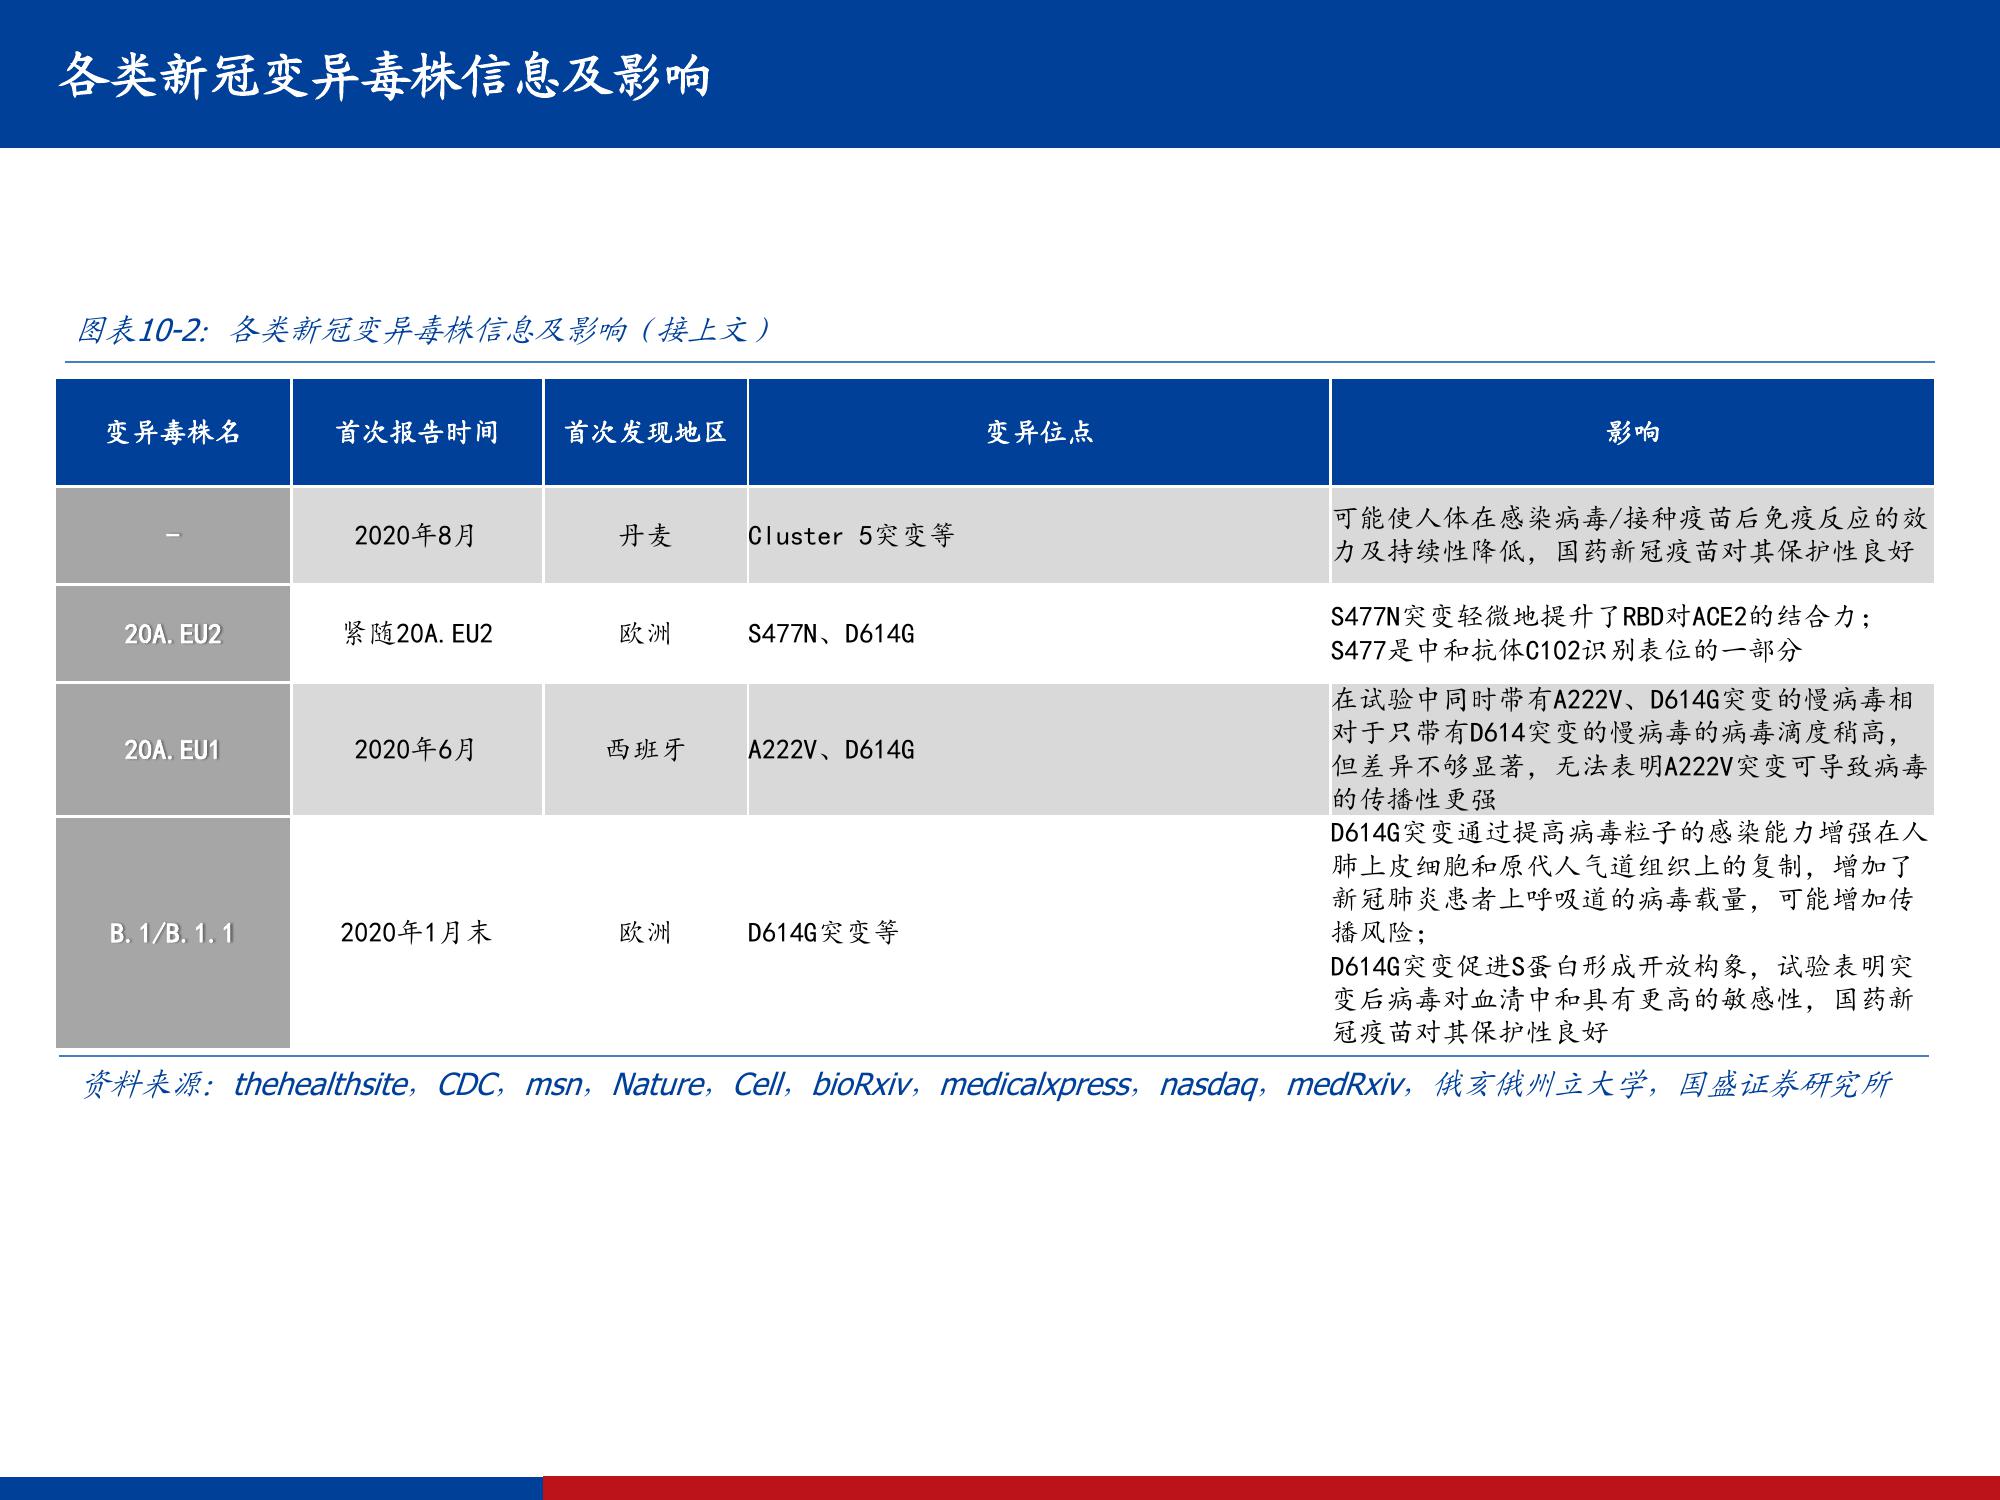 各类新冠变异毒株信息及影响
图表10-2：各类新冠变异毒株信息及影响（接上文）
变异毒株名 首次报告时间 首次发现地区 变异位点 影响
- 2020年8月 丹麦 Cluster 5突变等
可能使人体在感染病毒/接种疫苗后免疫反应的效
力及持续性降低，国药新冠疫苗对其保护性良好
20A.EU2 紧随20A.EU2 欧洲 S477N、D614G
S477N突变轻微地提升了RBD对ACE2的结合力；
S477是中和抗体C102识别表位的一部分
20A.EU1 2020年6月 西班牙 A222V、D614G
在试验中同时带有A222V、D614G突变的慢病毒相
对于只带有D614突变的慢病毒的病毒滴度稍高，
但差异不够显著，无法表明A222V突变可导致病毒
的传播性更强
B.1/B.1.1 2020年1月末 欧洲 D614G突变等
D614G突变通过提高病毒粒子的感染能力增强在人
肺上皮细胞和原代人气道组织上的复制，增加了
新冠肺炎患者上呼吸道的病毒载量，可能增加传
播风险；
D614G突变促进S蛋白形成开放构象，试验表明突
变后病毒对血清中和具有更高的敏感性，国药新
冠疫苗对其保护性良好
资料来源：thehealthsite，CDC，msn，Nature，Cell，bioRxiv，medicalxpress，nasdaq，medRxiv，俄亥俄州立大学，国盛证券研究所